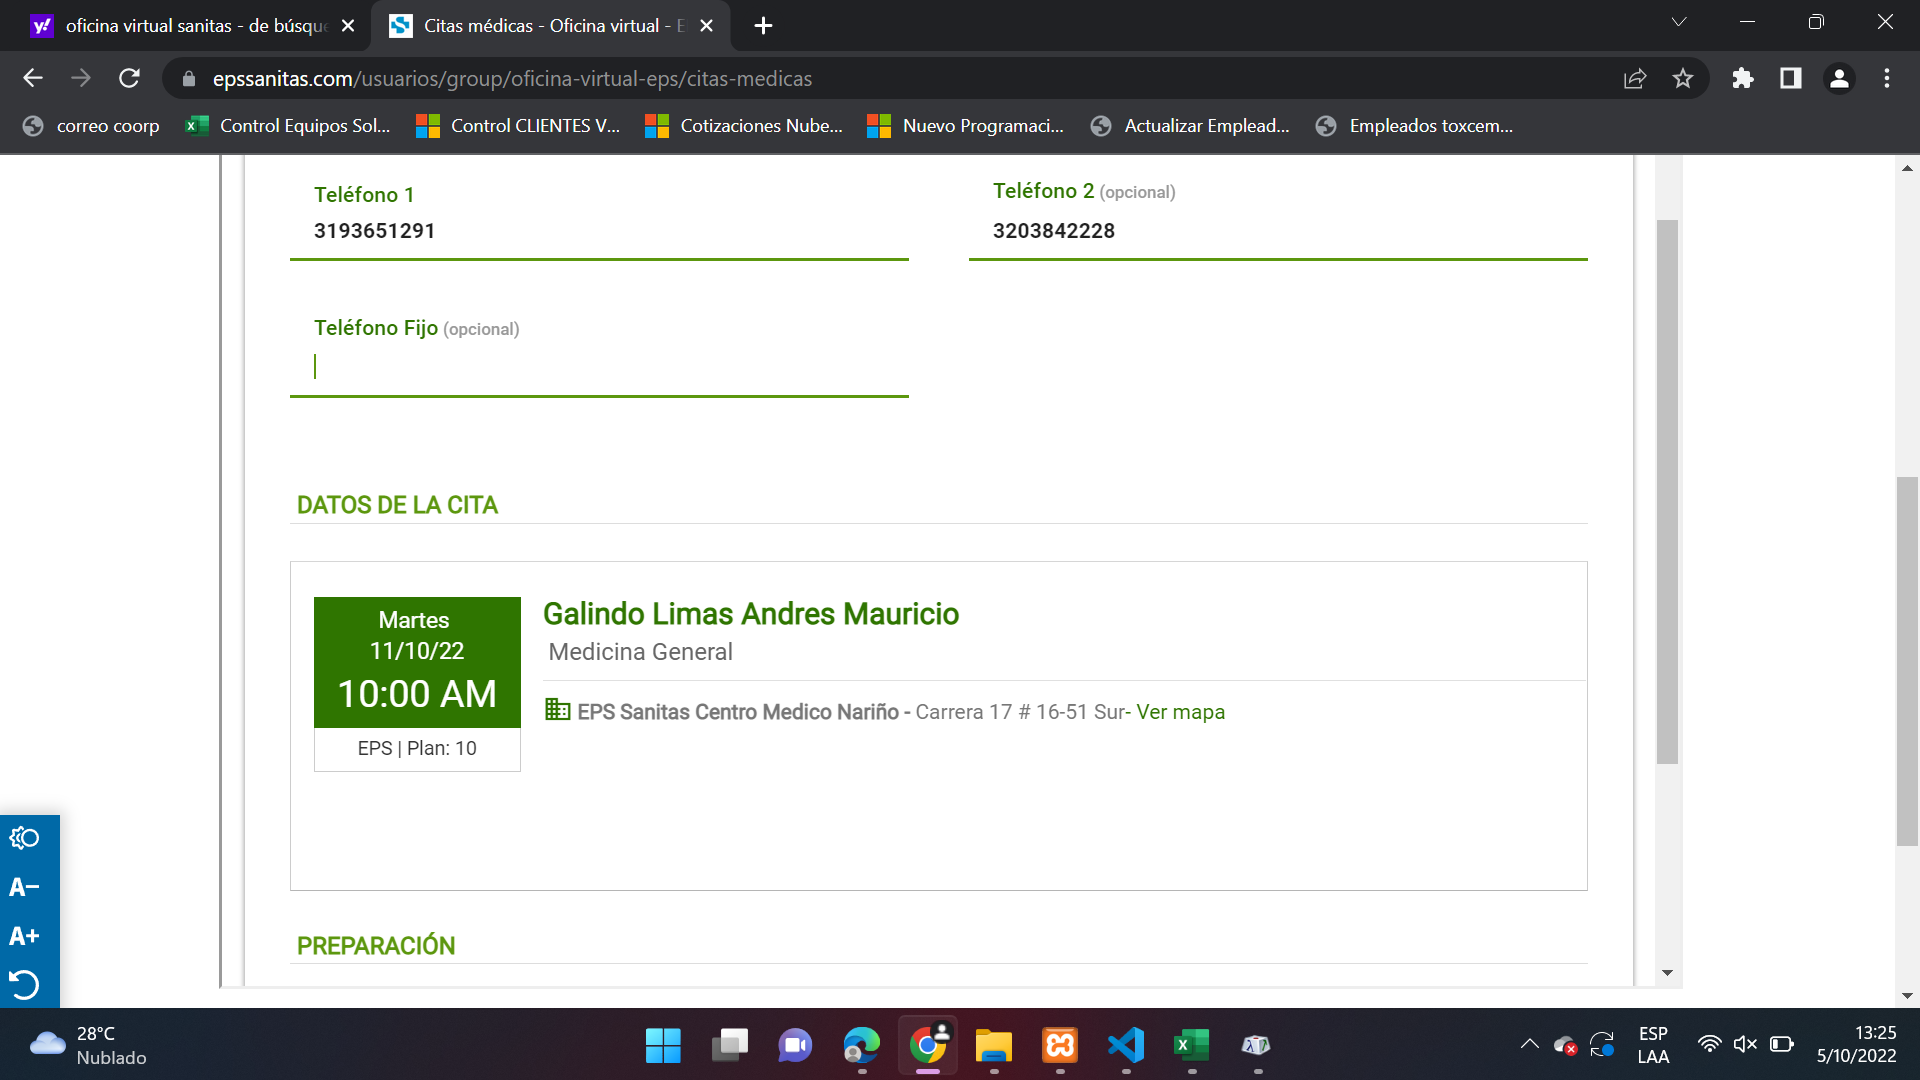 oficina virtual sanitas - de búsque
Citas médicas - Oficina virtual - E
epssanitas.com/usuarios/group/oficina-virtual-eps/citas-medicas
correo coorp
Control Equipos Sol...
Control CLIENTES V...
Cotizaciones Nube...
Nuevo Programaci...
Actualizar Emplead...
Empleados toxcem...
Teléfono 1
3193651291
Teléfono 2 (opcional)
3203842228
Teléfono Fijo (opcional)
DATOS DE LA CITA
Martes
11/10/22
10:00 AM
EPS | Plan: 10
Galindo Limas Andres Mauricio
Medicina General
EPS Sanitas Centro Medico Nariño - Carrera 17 # 16-51 Sur- Ver mapa
PREPARACIÓN
A−
A+
28°C
Nublado
ESP
LAA
13:25
5/10/2022